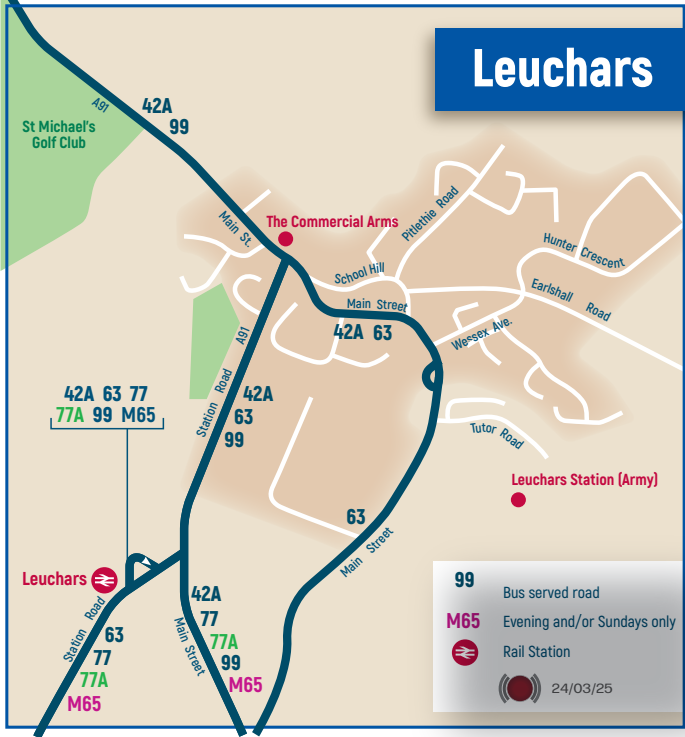 Leuchars
A91
42A
99
St Michael's
Golf Club
Main St.
The Commercial Arms
Pitlethie Road
School Hill
Hunter Crescent
Earlshall Road
Main Street
42A 63
Wessex Ave.
A91
Station Road
42A
63
99
42A 63 77
77A 99 M65
Tutor Road
Leuchars Station (Army)
63
Main Street
Leuchars
Station Road
63
77
77A
M65
42A
77
77A
99
M65
Main Street
99
Bus served road
M65
Evening and/or Sundays only
Rail Station
24/03/25